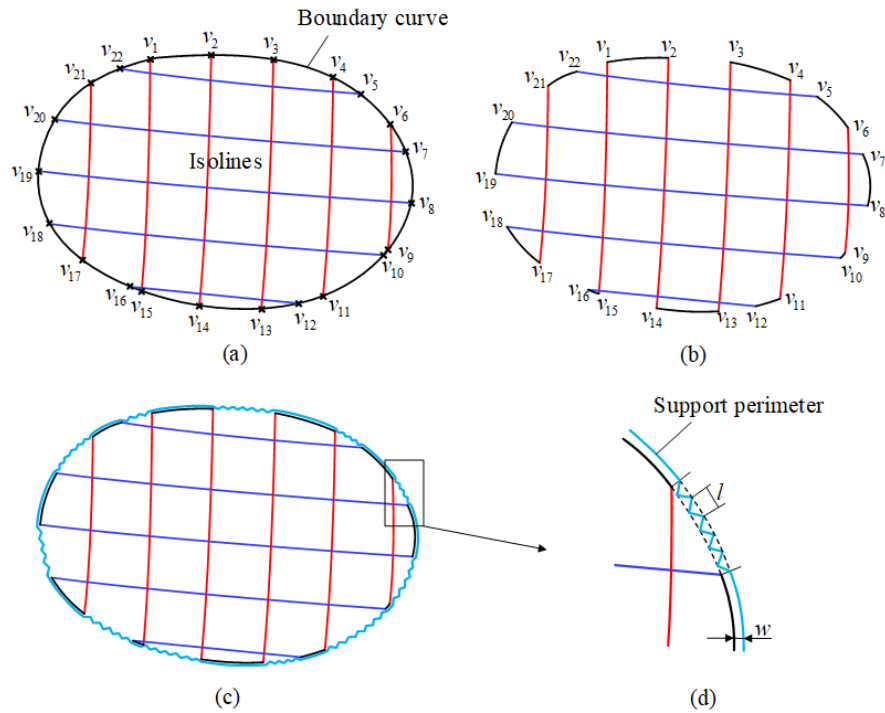 Boundary curve
v22 v1 v2 v3 v4 v5 v6 v7 v8 v9 v10 v11 v12 v13 v14 v15 v16 v17 v18 v19 v20 v21
Isolines
(a)
v22 v1 v2 v3 v4 v5 v6 v7 v8 v9 v10 v11 v12 v13 v14 v15 v16 v17 v18 v19 v20 v21
(b)
(c)
Support perimeter
l
w
(d)